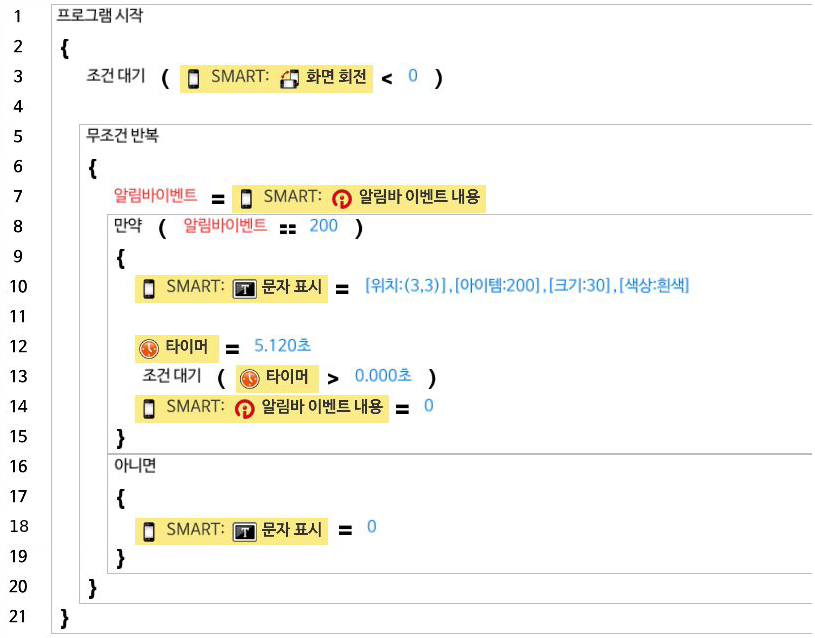 1 프로그램 시작
2 {
3 조건 대기 ( SMART: 화면 회전 < 0 )
4
5 무조건 반복
6 {
7 알림바이벤트 = SMART: 알림바 이벤트 내용
8 만약 ( 알림바이벤트 == 200 )
9 {
10 SMART: T 문자 표시 = [위치:(3,3)],[아이템:200],[크기:30],[색상:흰색]
11
12 타이머 = 5.120초
13 조건 대기 ( 타이머 > 0.000초 )
14 SMART: 알림바 이벤트 내용 = 0
15 }
16 아니면
17 {
18 SMART: T 문자 표시 = 0
19 }
20 }
21 }